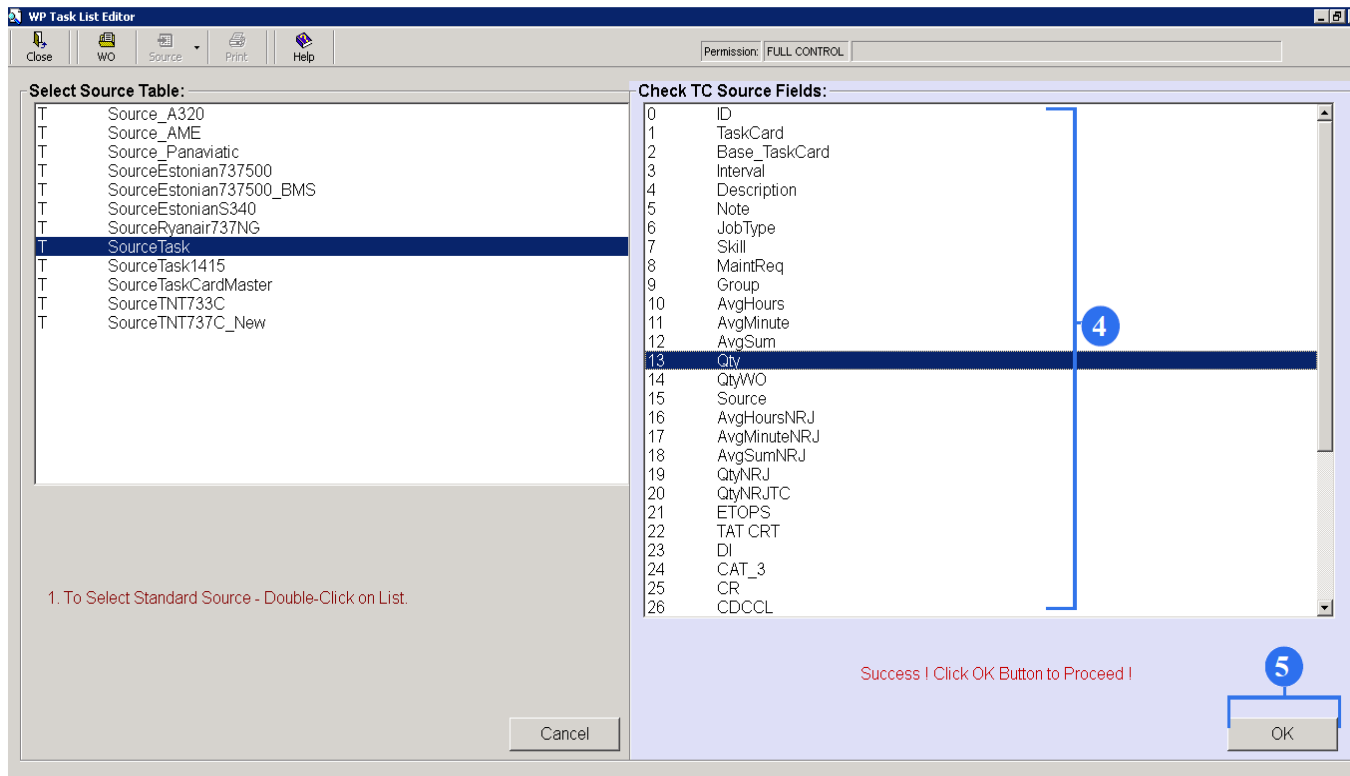 WP Task List Editor
Close WO Source Print Help Permission: FULL CONTROL
Select Source Table:
T Source_A320
T Source_AME
T Source_Panaviatic
T SourceEstonian737500
T SourceEstonian737500_BMS
T SourceEstonianS340
T SourceRyanair737NG
T SourceTask
T SourceTask1415
T SourceTaskCardMaster
T SourceTNT733C
T SourceTNT737C_New
1. To Select Standard Source - Double-Click on List.
Cancel
Check TC Source Fields:
0 ID
1 TaskCard
2 Base_TaskCard
3 Interval
4 Description
5 Note
6 JobType
7 Skill
8 MaintReq
9 Group
10 AvgHours
11 AvgMinute
12 AvgSum
13 Qty
14 QtyWO
15 Source
16 AvgHoursNRJ
17 AvgMinuteNRJ
18 AvgSumNRJ
19 QtyNRJ
20 QtyNRJTC
21 ETOPS
22 TAT CRT
23 DI
24 CAT_3
25 CR
26 CDCCL
4
Success ! Click OK Button to Proceed !
5
OK